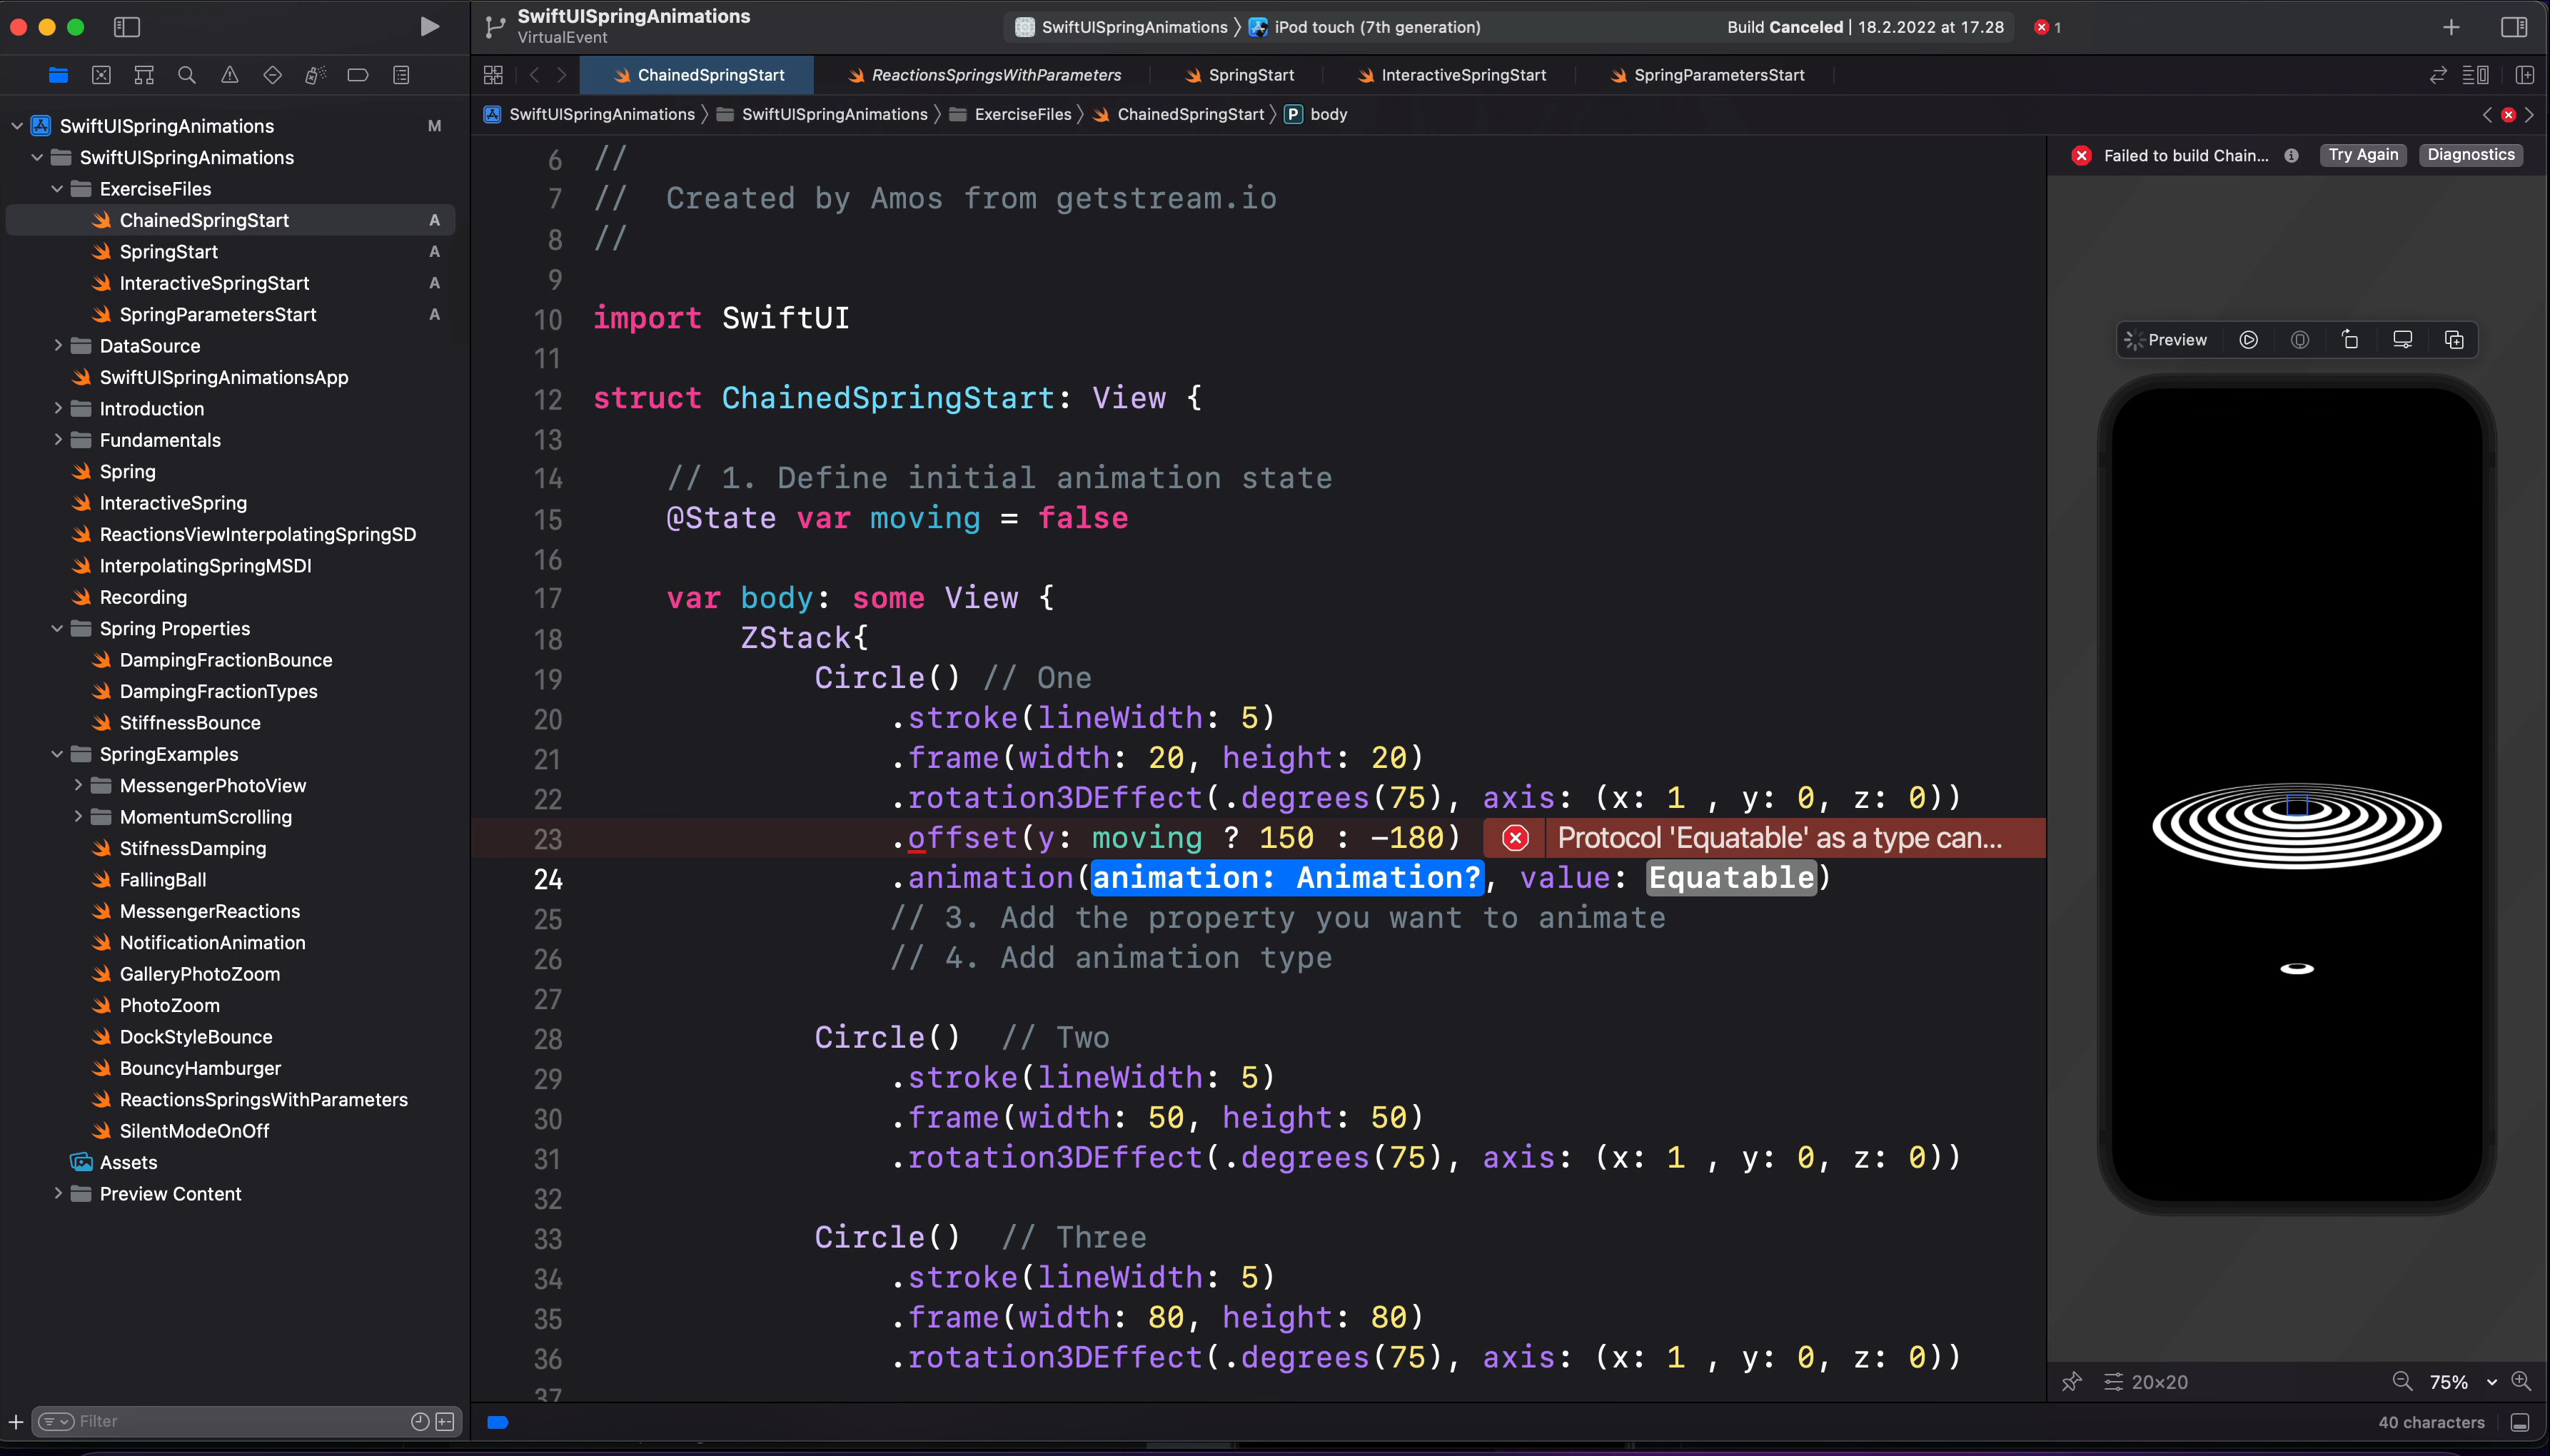 SwiftUISpringAnimations
VirtualEvent
SwiftUISpringAnimations 〉 iPod touch (7th generation)
Build Canceled | 18.2.2022 at 17.28
1
ChainedSpringStart
ReactionsSpringsWithParameters
SpringStart
InteractiveSpringStart
SpringParametersStart
SwiftUISpringAnimations 〉 SwiftUISpringAnimations 〉 ExerciseFiles 〉 ChainedSpringStart 〉 P body
SwiftUISpringAnimations M
SwiftUISpringAnimations
ExerciseFiles
ChainedSpringStart A
SpringStart A
InteractiveSpringStart A
SpringParametersStart A
DataSource
SwiftUISpringAnimationsApp
Introduction
Fundamentals
Spring
InteractiveSpring
ReactionsViewInterpolatingSpringSD
InterpolatingSpringMSDI
Recording
Spring Properties
DampingFractionBounce
DampingFractionTypes
StiffnessBounce
SpringExamples
MessengerPhotoView
MomentumScrolling
StifnessDamping
FallingBall
MessengerReactions
NotificationAnimation
GalleryPhotoZoom
PhotoZoom
DockStyleBounce
BouncyHamburger
ReactionsSpringsWithParameters
SilentModeOnOff
Assets
Preview Content
Filter
6 //
7 //  Created by Amos from getstream.io
8 //
9
10 import SwiftUI
11
12 struct ChainedSpringStart: View {
13
14 // 1. Define initial animation state
15 @State var moving = false
16
17 var body: some View {
18 ZStack{
19 Circle() // One
20 .stroke(lineWidth: 5)
21 .frame(width: 20, height: 20)
22 .rotation3DEffect(.degrees(75), axis: (x: 1 , y: 0, z: 0))
23 .offset(y: moving ? 150 : -180) Protocol 'Equatable' as a type can...
24 .animation(animation: Animation?, value: Equatable)
25 // 3. Add the property you want to animate
26 // 4. Add animation type
27
28 Circle()  // Two
29 .stroke(lineWidth: 5)
30 .frame(width: 50, height: 50)
31 .rotation3DEffect(.degrees(75), axis: (x: 1 , y: 0, z: 0))
32
33 Circle()  // Three
34 .stroke(lineWidth: 5)
35 .frame(width: 80, height: 80)
36 .rotation3DEffect(.degrees(75), axis: (x: 1 , y: 0, z: 0))
37
Failed to build Chain...
Try Again
Diagnostics
Preview
20×20
75%
40 characters